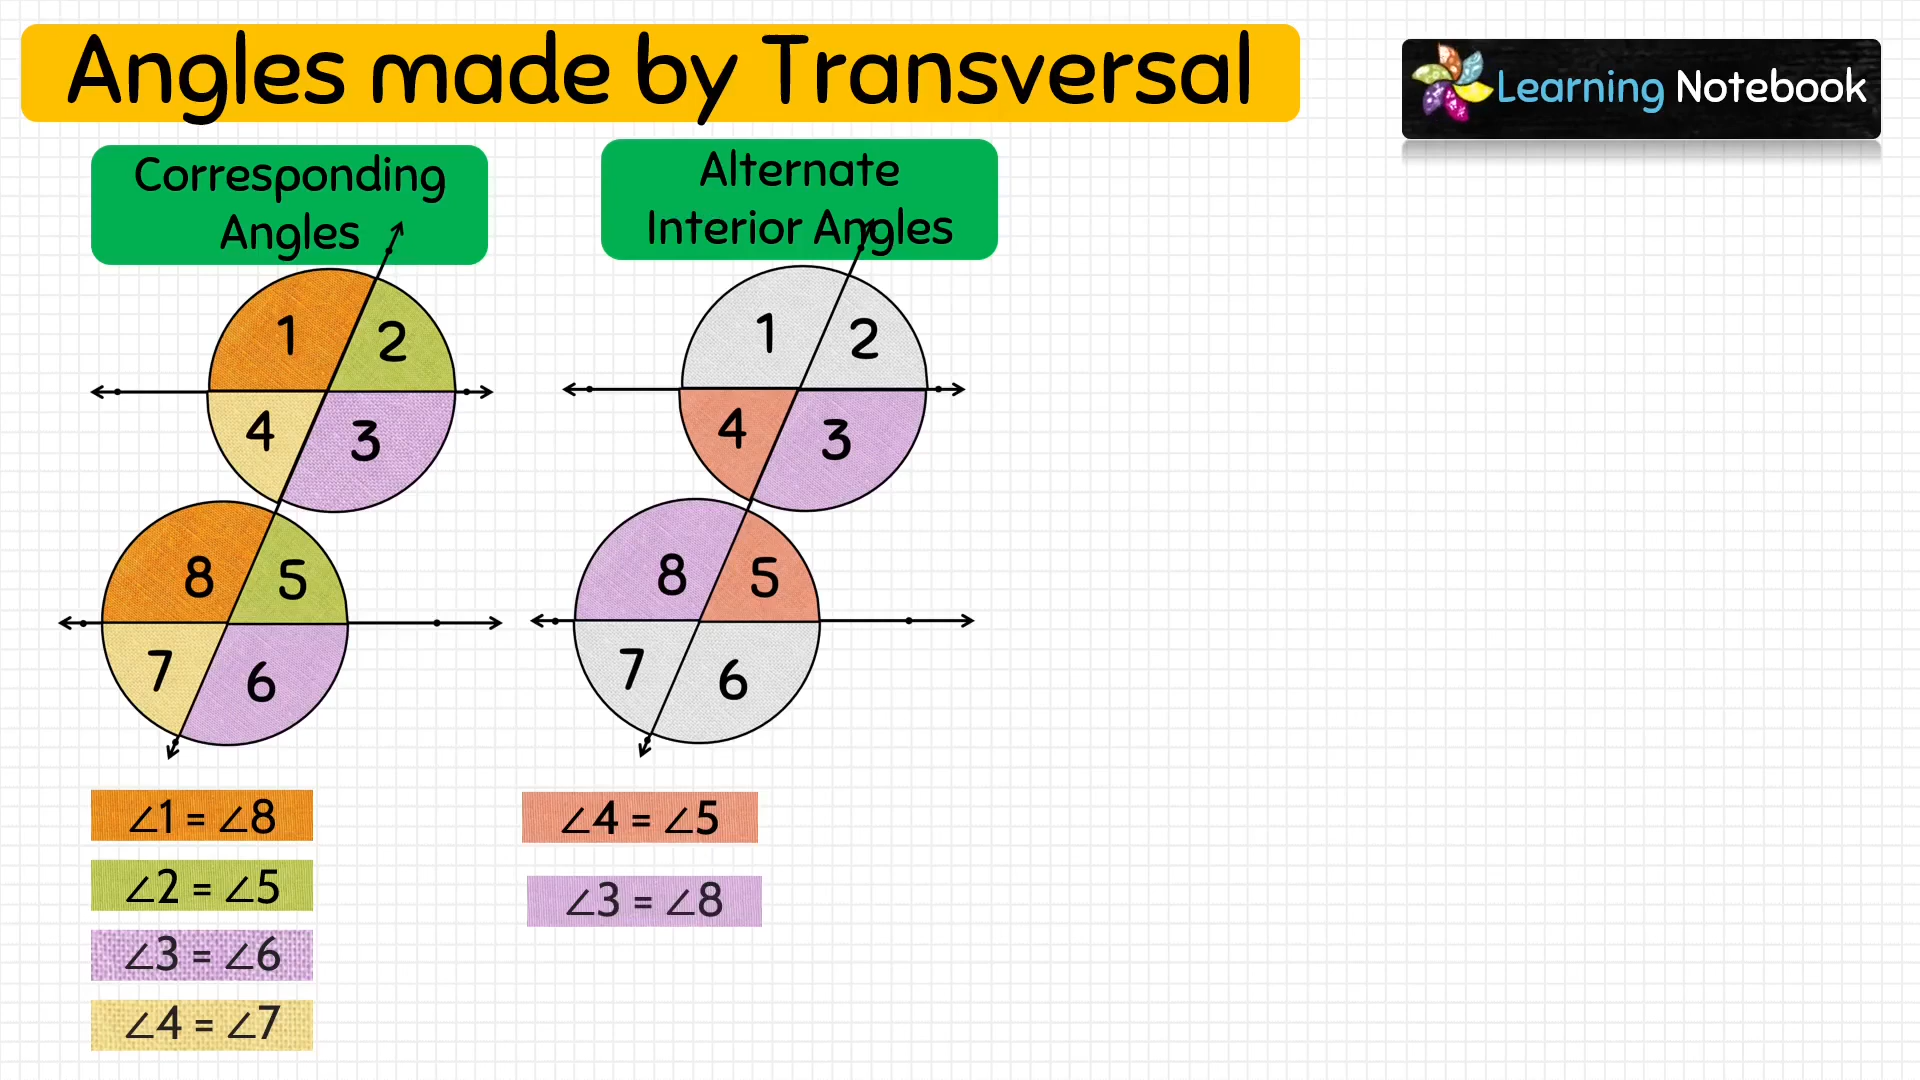 Angles made by Transversal
Learning Notebook
Corresponding
Angles
1
2
4
3
8
5
7
6
∠1 = ∠8
∠2 = ∠5
∠3 = ∠6
∠4 = ∠7
Alternate
Interior Angles
1
2
4
3
8
5
7
6
∠4 = ∠5
∠3 = ∠8